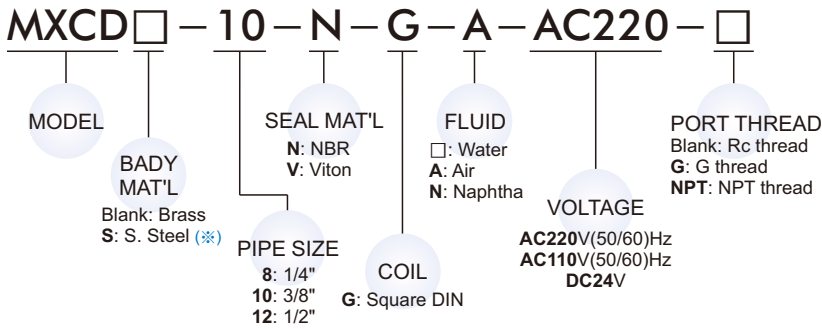 MXCD□－10－N－G－A－AC220－□
MODEL
BADY
MAT'L
Blank: Brass
S: S. Steel (※)
PIPE SIZE
8: 1/4"
10: 3/8"
12: 1/2"
SEAL MAT'L
N: NBR
V: Viton
COIL
G: Square DIN
FLUID
□: Water
A: Air
N: Naphtha
VOLTAGE
AC220V(50/60)Hz
AC110V(50/60)Hz
DC24V
PORT THREAD
Blank: Rc thread
G: G thread
NPT: NPT thread